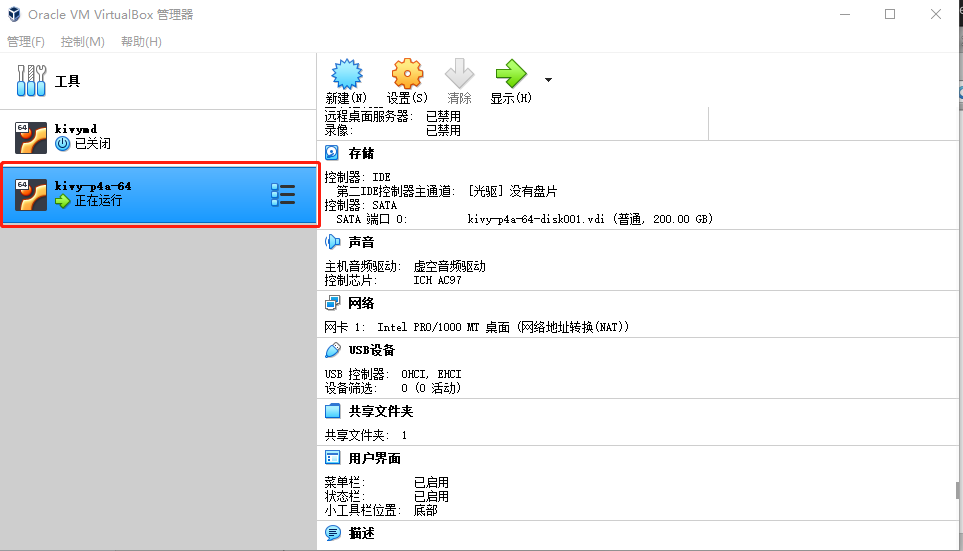 Oracle VM VirtualBox 管理器
管理(F) 控制(M) 帮助(H)
工具
新建(N) 设置(S) 清除 显示(H)
64
kivymd
已关闭
64
kivy-p4a-64
正在运行
远程桌面服务器: 已禁用
录像: 已禁用
存储
控制器: IDE
第二IDE控制器主通道: [光驱] 没有盘片
控制器: SATA
SATA 端口 0: kivy-p4a-64-disk001.vdi (普通, 200.00 GB)
声音
主机音频驱动: 虚空音频驱动
控制芯片: ICH AC97
网络
网卡 1: Intel PRO/1000 MT 桌面 (网络地址转换(NAT))
USB设备
USB 控制器: OHCI, EHCI
设备筛选: 0 (0 活动)
共享文件夹
共享文件夹: 1
用户界面
菜单栏: 已启用
状态栏: 已启用
小工具栏位置: 底部
描述